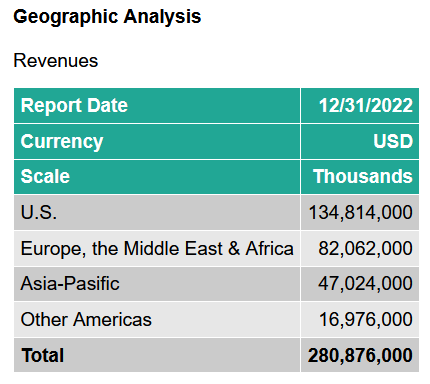 Geographic Analysis
Revenues
Report Date 12/31/2022
Currency USD
Scale Thousands
U.S. 134,814,000
Europe, the Middle East & Africa 82,062,000
Asia-Pasific 47,024,000
Other Americas 16,976,000
Total 280,876,000